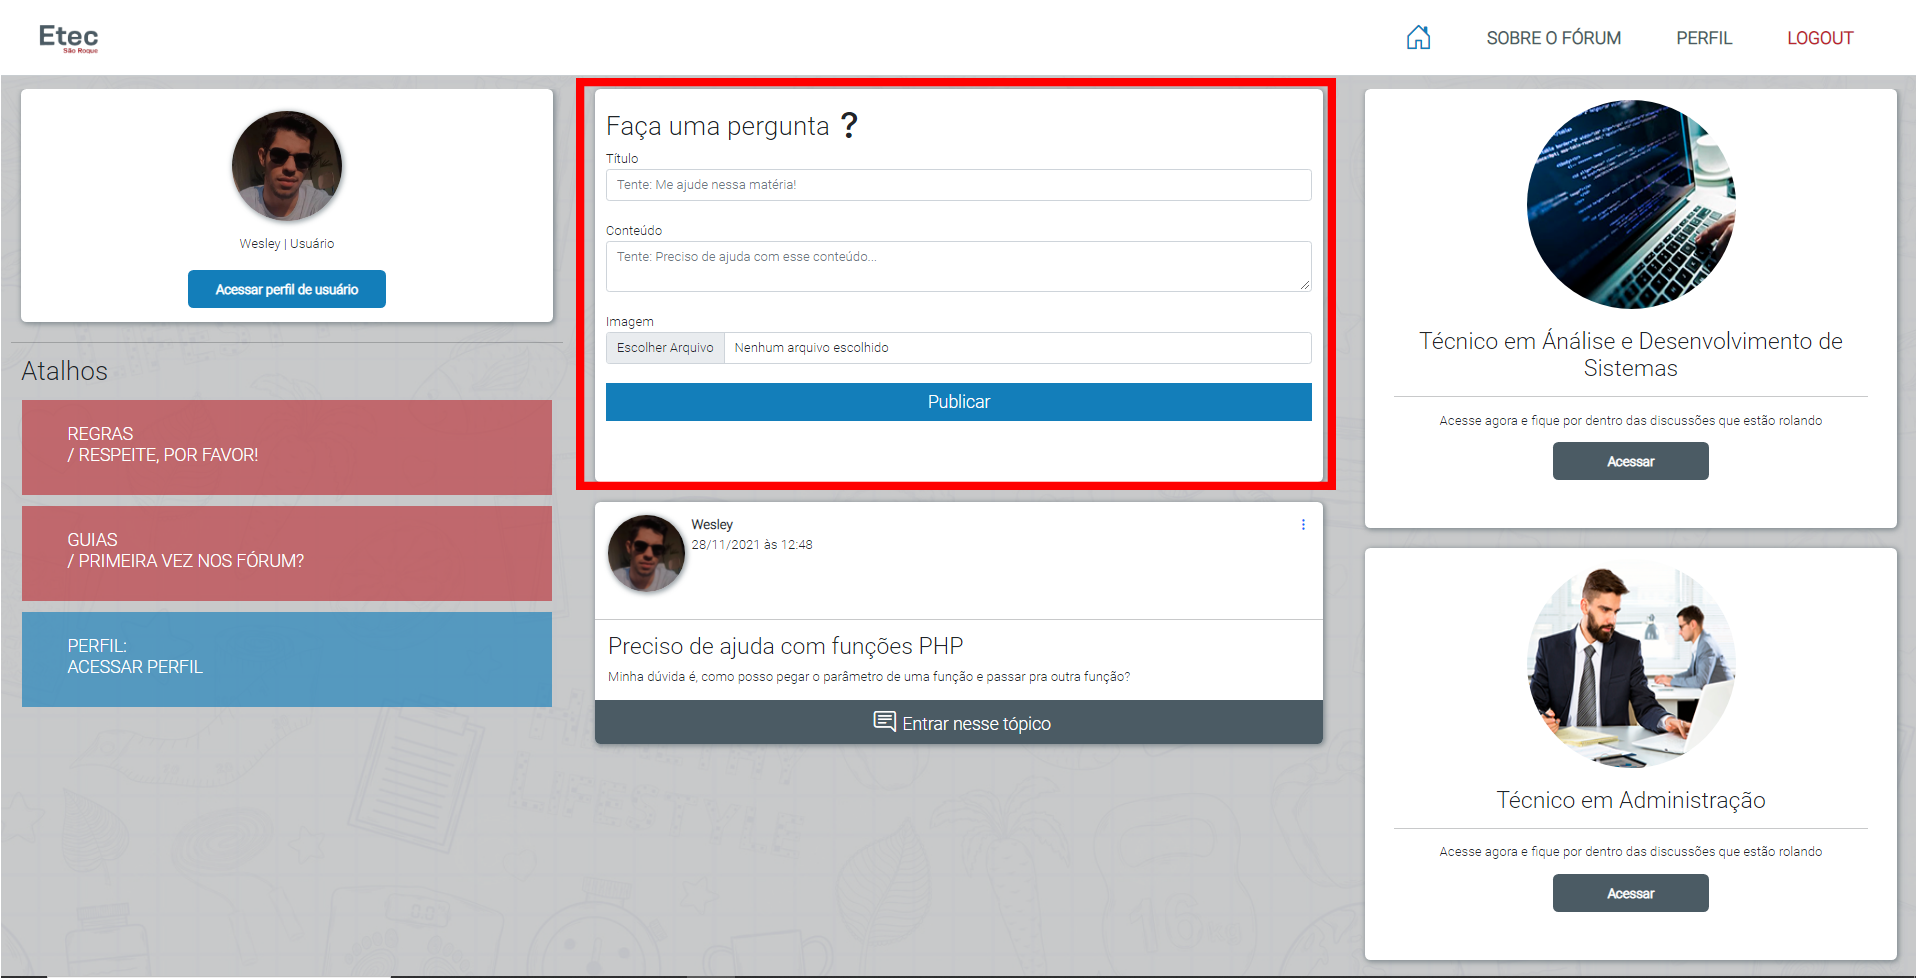 Etec
São Roque
SOBRE O FÓRUM
PERFIL
LOGOUT
Wesley | Usuário
Acessar perfil de usuário
Atalhos
REGRAS
/ RESPEITE, POR FAVOR!
GUIAS
/ PRIMEIRA VEZ NOS FÓRUM?
PERFIL:
ACESSAR PERFIL
Faça uma pergunta ?
Título
Tente: Me ajude nessa matéria!
Conteúdo
Tente: Preciso de ajuda com esse conteúdo...
Imagem
Escolher Arquivo Nenhum arquivo escolhido
Publicar
Wesley
28/11/2021 às 12:48
Preciso de ajuda com funções PHP
Minha dúvida é, como posso pegar o parâmetro de uma função e passar pra outra função?
Entrar nesse tópico
Técnico em Ánálise e Desenvolvimento de
Sistemas
Acesse agora e fique por dentro das discussões que estão rolando
Acessar
Técnico em Administração
Acesse agora e fique por dentro das discussões que estão rolando
Acessar